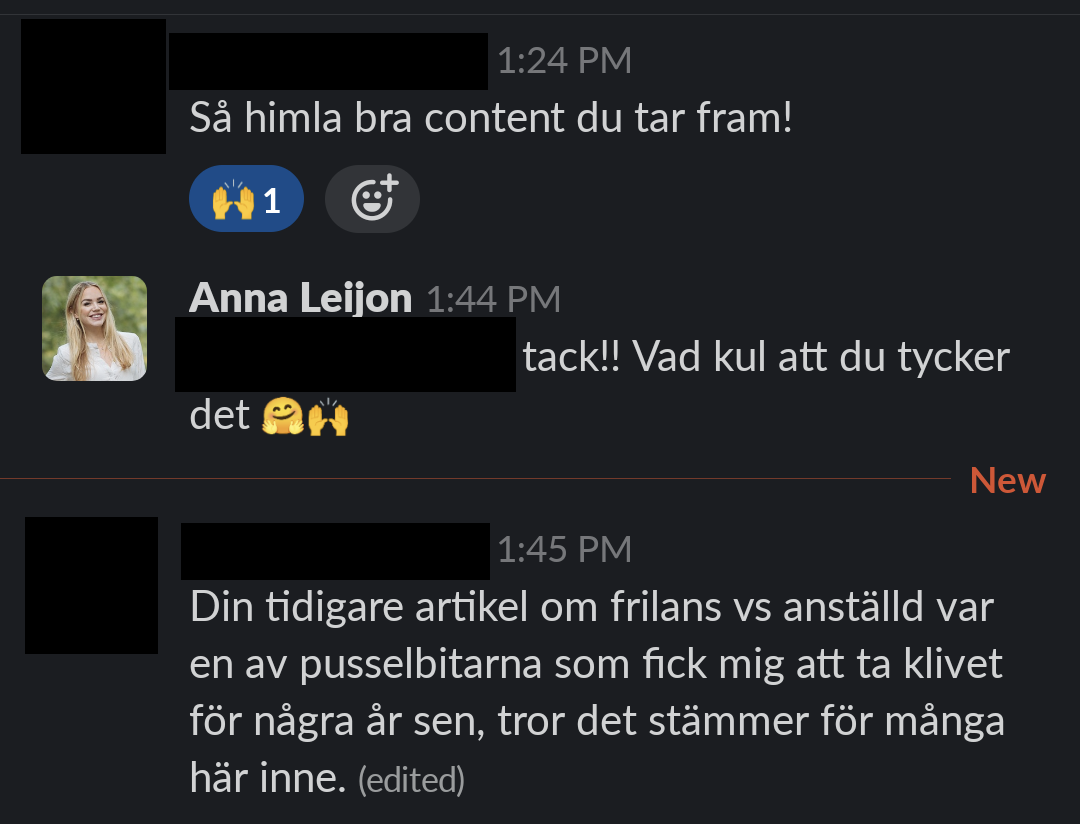 1:24 PM
Så himla bra content du tar fram!
🙌 1
Anna Leijon 1:44 PM
tack!! Vad kul att du tycker
det 🤗🙌
New
1:45 PM
Din tidigare artikel om frilans vs anställd var
en av pusselbitarna som fick mig att ta klivet
för några år sen, tror det stämmer för många
här inne. (edited)